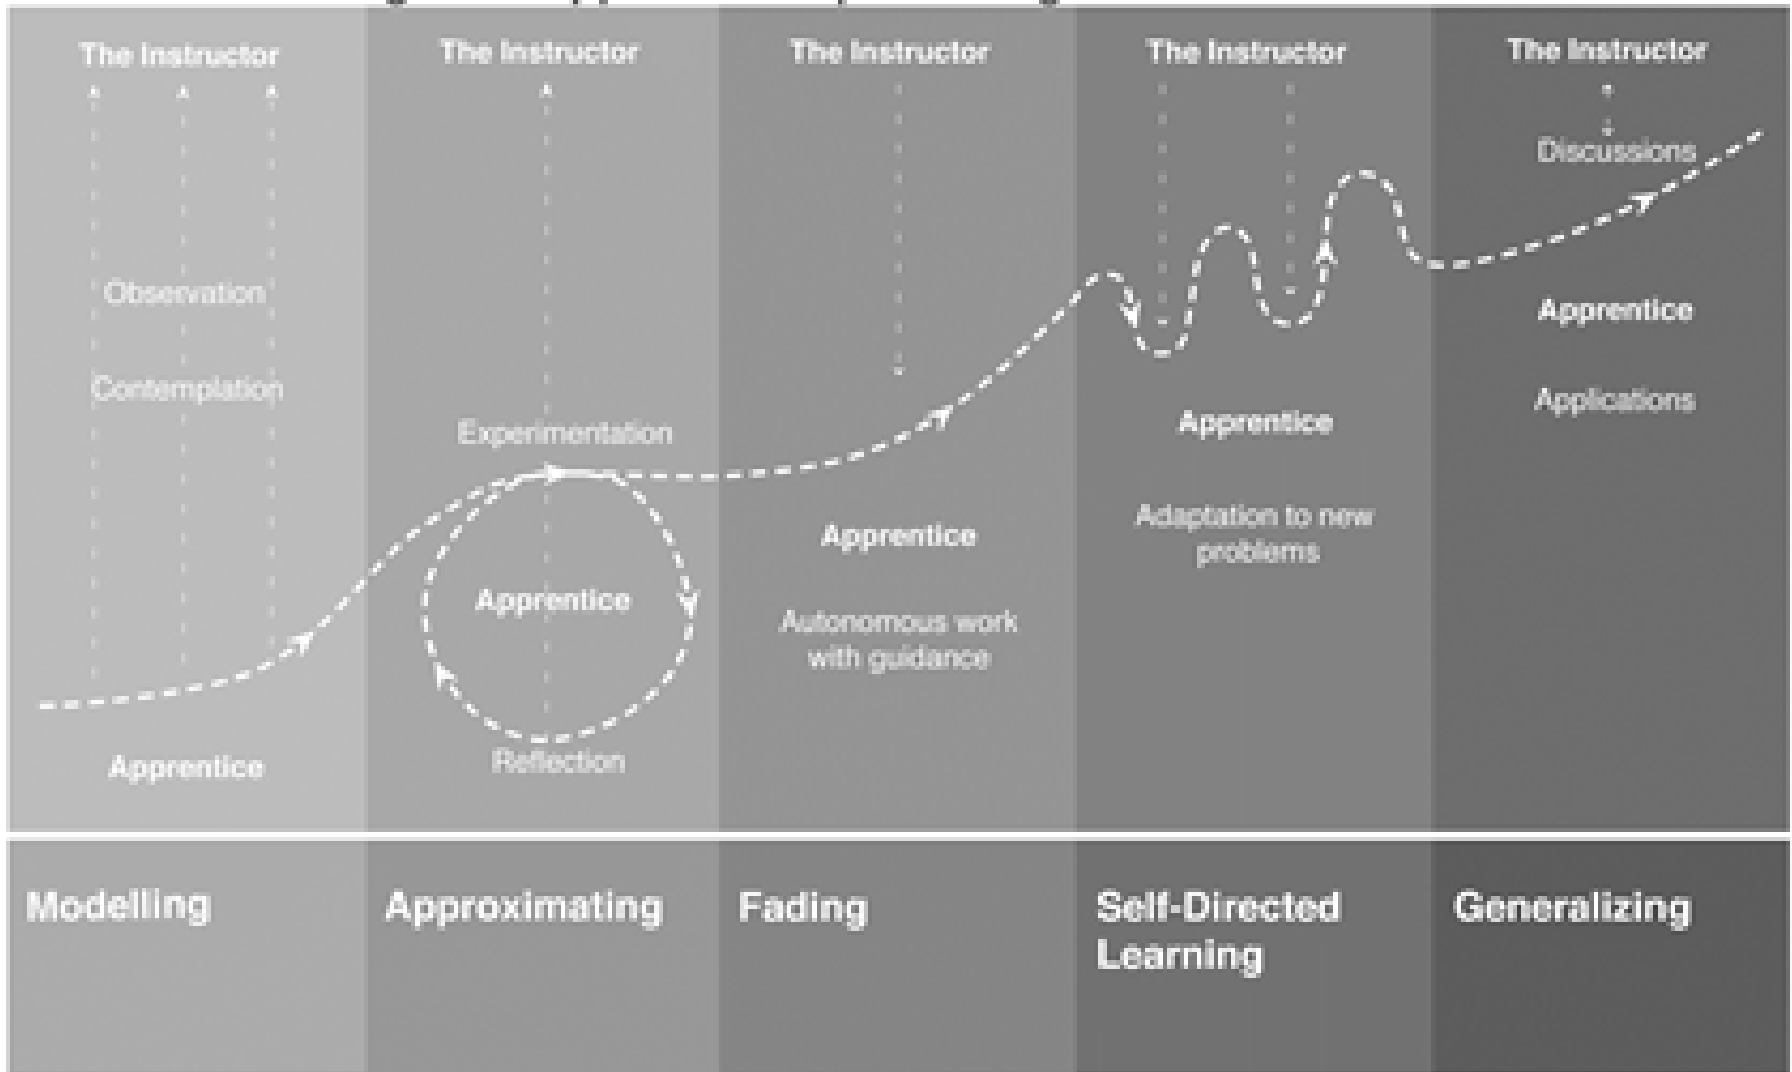 The Instructor
Observation
Contemplation
Apprentice
The Instructor
Experimentation
Apprentice
Reflection
The Instructor
Apprentice
Autonomous work
with guidance
The Instructor
Apprentice
Adaptation to new
problems
The Instructor
Discussions
Apprentice
Applications
Modelling
Approximating
Fading
Self-Directed
Learning
Generalizing